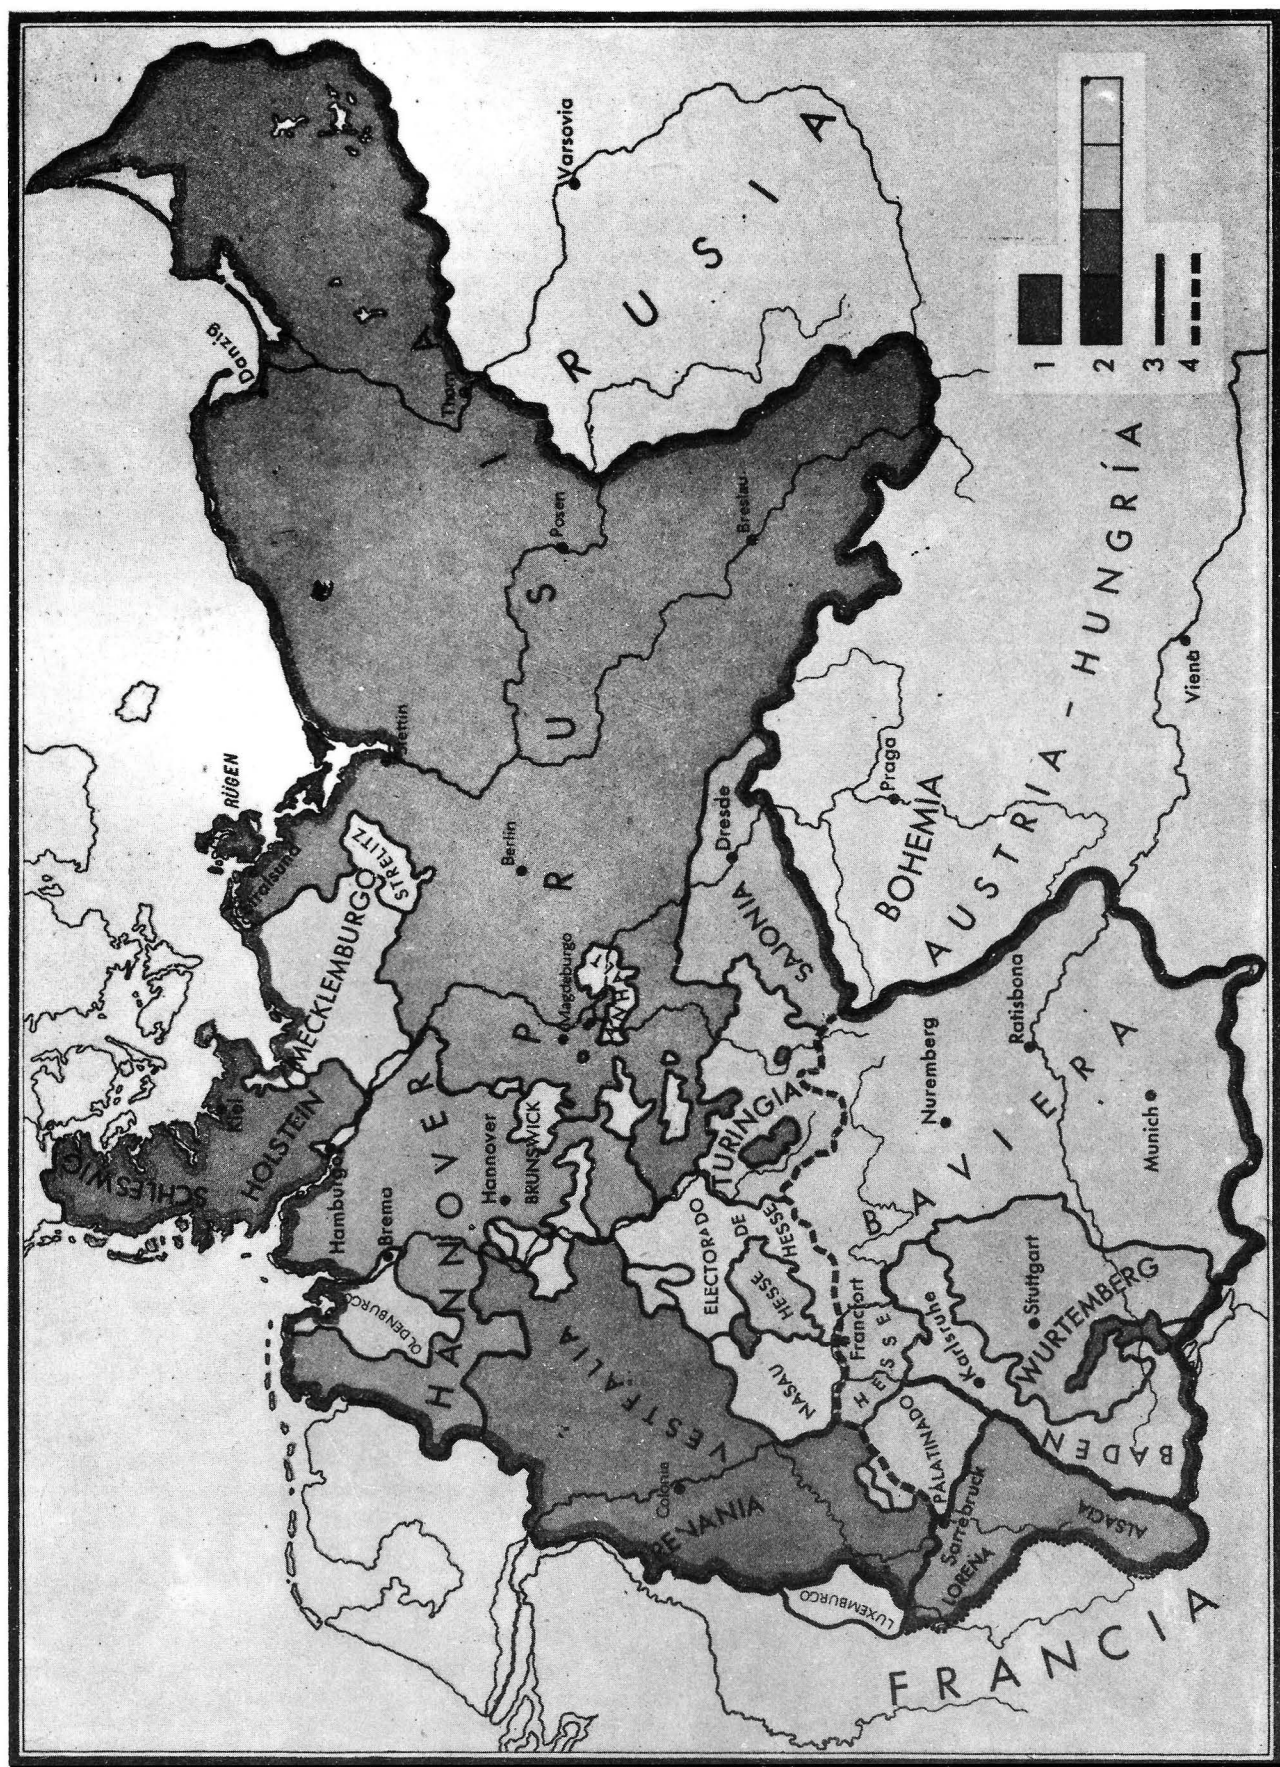 SCHLESWIG
HOLSTEIN
Kiel
MECKLEMBURGO
STRELITZ
Stralsund
RÜGEN
Stettin
Danzig
Thorn
Varsovia
RUSIA
PRUSIA
Posen
Breslau
Berlin
Magdeburgo
ANHALT
Hamburgo
Brema
OLDENBURGO
HANNOVER
Hannover
BRUNSWICK
VESTFALIA
Colonia
RENANIA
ELECTORADO
DE
HESSE
HESSE
NASAU
TURINGIA
SAJONIA
Dresde
Praga
BOHEMIA
AUSTRIA-HUNGRÍA
Viena
Francfort
HESSE
PALATINADO
Sarrebruck
LORENA
ALSACIA
LUXEMBURGO
FRANCIA
BADEN
Karlsruhe
WURTEMBERG
Stuttgart
BAVIERA
Nuremberg
Ratisbona
Munich
1
2
3
4